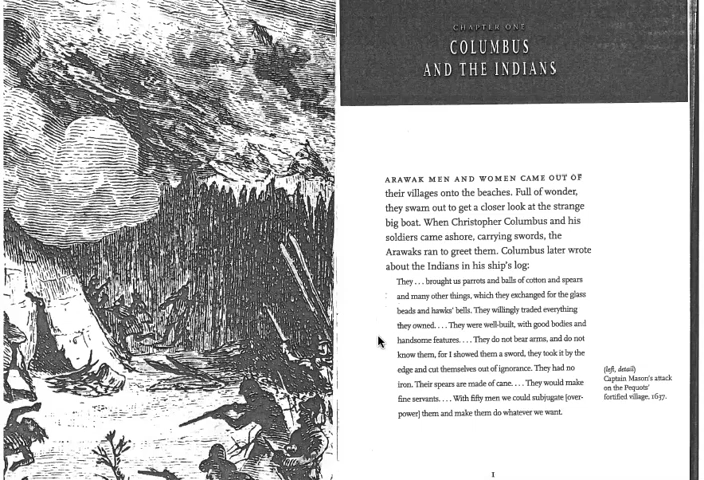 CHAPTER ONE
COLUMBUS
AND THE INDIANS
ARAWAK MEN AND WOMEN CAME OUT OF
their villages onto the beaches. Full of wonder,
they swam out to get a closer look at the strange
big boat. When Christopher Columbus and his
soldiers came ashore, carrying swords, the
Arawaks ran to greet them. Columbus later wrote
about the Indians in his ship's log:
They . . . brought us parrots and balls of cotton and spears
and many other things, which they exchanged for the glass
beads and hawks' bells. They willingly traded everything
they owned. . . . They were well-built, with good bodies and
handsome features. . . . They do not bear arms, and do not
know them, for I showed them a sword, they took it by the
edge and cut themselves out of ignorance. They had no
iron. Their spears are made of cane. . . . They would make
fine servants. . . . With fifty men we could subjugate [over-
power] them and make them do whatever we want.
(left, detail)
Captain Mason's attack
on the Pequots'
fortified village, 1637.
1